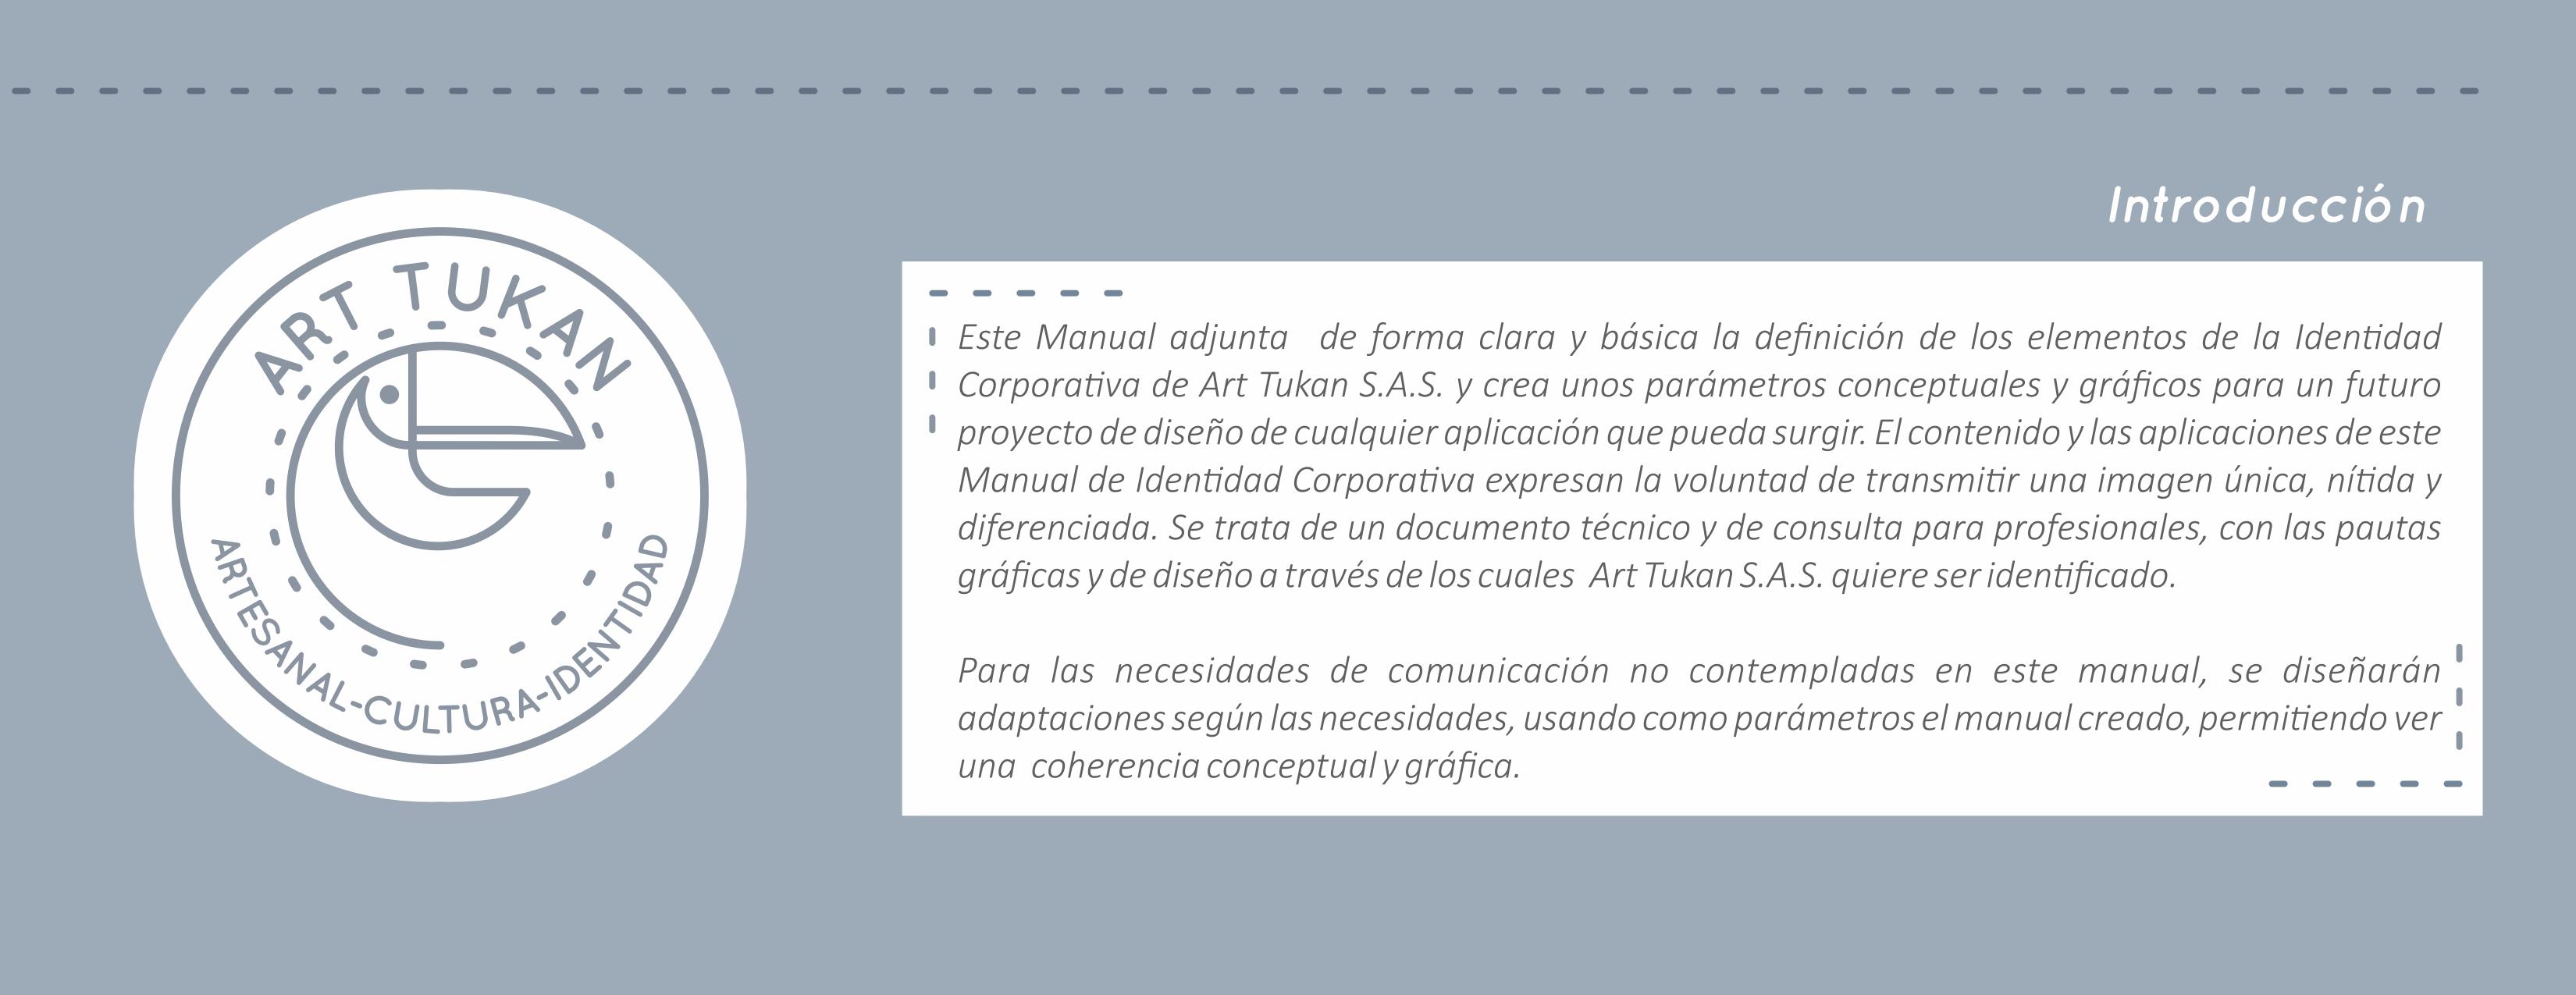 ART TUKAN
ARTESANAL-CULTURA-IDENTIDAD
Introducción
Este Manual adjunta  de forma clara y básica la definición de los elementos de la Identidad
Corporativa de Art Tukan S.A.S. y crea unos parámetros conceptuales y gráficos para un futuro
proyecto de diseño de cualquier aplicación que pueda surgir. El contenido y las aplicaciones de este
Manual de Identidad Corporativa expresan la voluntad de transmitir una imagen única, nítida y
diferenciada. Se trata de un documento técnico y de consulta para profesionales, con las pautas
gráficas y de diseño a través de los cuales  Art Tukan S.A.S. quiere ser identificado.
Para las necesidades de comunicación no contempladas en este manual, se diseñarán
adaptaciones según las necesidades, usando como parámetros el manual creado, permitiendo ver
una  coherencia conceptual y gráfica.